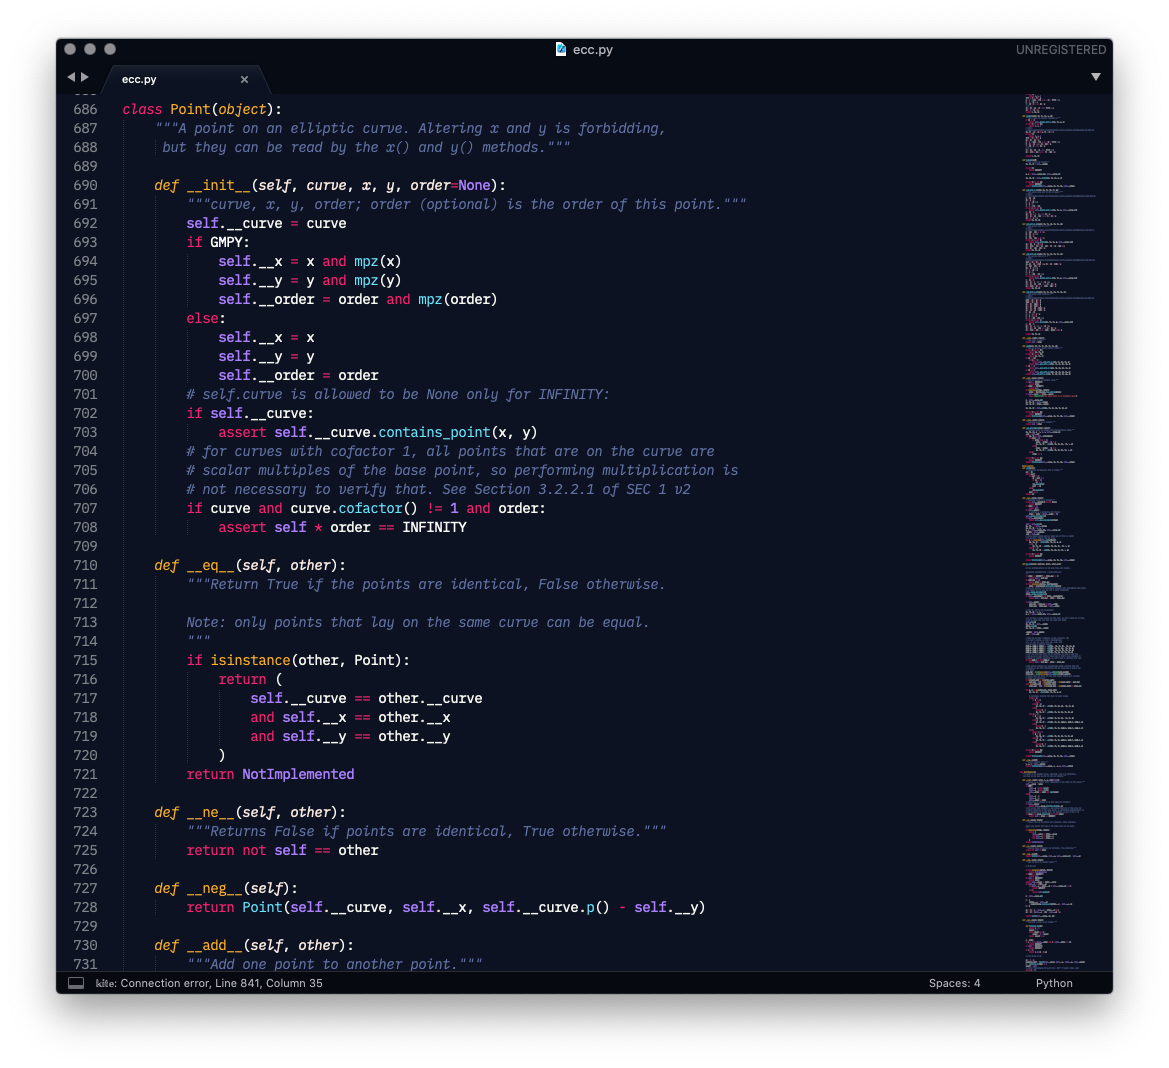 ecc.py
UNREGISTERED
ecc.py
686 class Point(object):
687     """A point on an elliptic curve. Altering x and y is forbidding,
688      but they can be read by the x() and y() methods."""
689
690     def __init__(self, curve, x, y, order=None):
691         """curve, x, y, order; order (optional) is the order of this point."""
692         self.__curve = curve
693         if GMPY:
694             self.__x = x and mpz(x)
695             self.__y = y and mpz(y)
696             self.__order = order and mpz(order)
697         else:
698             self.__x = x
699             self.__y = y
700             self.__order = order
701         # self.curve is allowed to be None only for INFINITY:
702         if self.__curve:
703             assert self.__curve.contains_point(x, y)
704         # for curves with cofactor 1, all points that are on the curve are
705         # scalar multiples of the base point, so performing multiplication is
706         # not necessary to verify that. See Section 3.2.2.1 of SEC 1 v2
707         if curve and curve.cofactor() != 1 and order:
708             assert self * order == INFINITY
709
710     def __eq__(self, other):
711         """Return True if the points are identical, False otherwise.
712
713         Note: only points that lay on the same curve can be equal.
714         """
715         if isinstance(other, Point):
716             return (
717                 self.__curve == other.__curve
718                 and self.__x == other.__x
719                 and self.__y == other.__y
720             )
721         return NotImplemented
722
723     def __ne__(self, other):
724         """Returns False if points are identical, True otherwise."""
725         return not self == other
726
727     def __neg__(self):
728         return Point(self.__curve, self.__x, self.__curve.p() - self.__y)
729
730     def __add__(self, other):
731         """Add one point to another point."""
kite: Connection error, Line 841, Column 35
Spaces: 4
Python